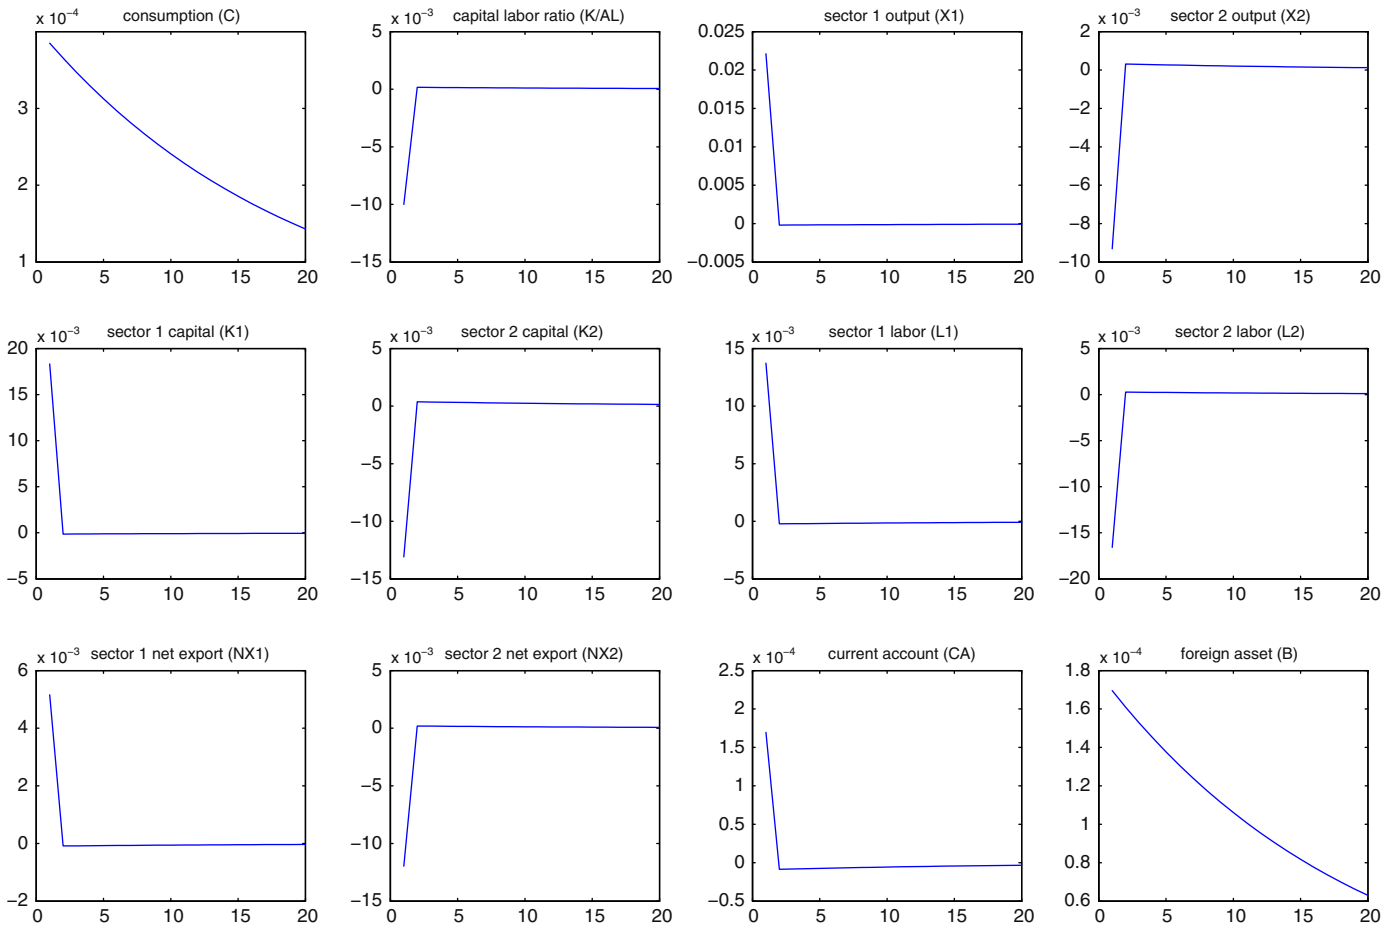 consumption (C)
x 10⁻⁴
3
2
1
0 5 10 15 20
capital labor ratio (K/AL)
x 10⁻³
5
0
−5
−10
−15
0 5 10 15 20
sector 1 output (X1)
0.025
0.02
0.015
0.01
0.005
0
−0.005
0 5 10 15 20
sector 2 output (X2)
x 10⁻³
2
0
−2
−4
−6
−8
−10
0 5 10 15 20
sector 1 capital (K1)
x 10⁻³
20
15
10
5
0
−5
0 5 10 15 20
sector 2 capital (K2)
x 10⁻³
5
0
−5
−10
−15
0 5 10 15 20
sector 1 labor (L1)
x 10⁻³
15
10
5
0
−5
0 5 10 15 20
sector 2 labor (L2)
x 10⁻³
5
0
−5
−10
−15
−20
0 5 10 15 20
sector 1 net export (NX1)
x 10⁻³
6
4
2
0
−2
0 5 10 15 20
sector 2 net export (NX2)
x 10⁻³
5
0
−5
−10
−15
0 5 10 15 20
current account (CA)
x 10⁻⁴
2.5
2
1.5
1
0.5
0
−0.5
0 5 10 15 20
foreign asset (B)
x 10⁻⁴
1.8
1.6
1.4
1.2
1
0.8
0.6
0 5 10 15 20